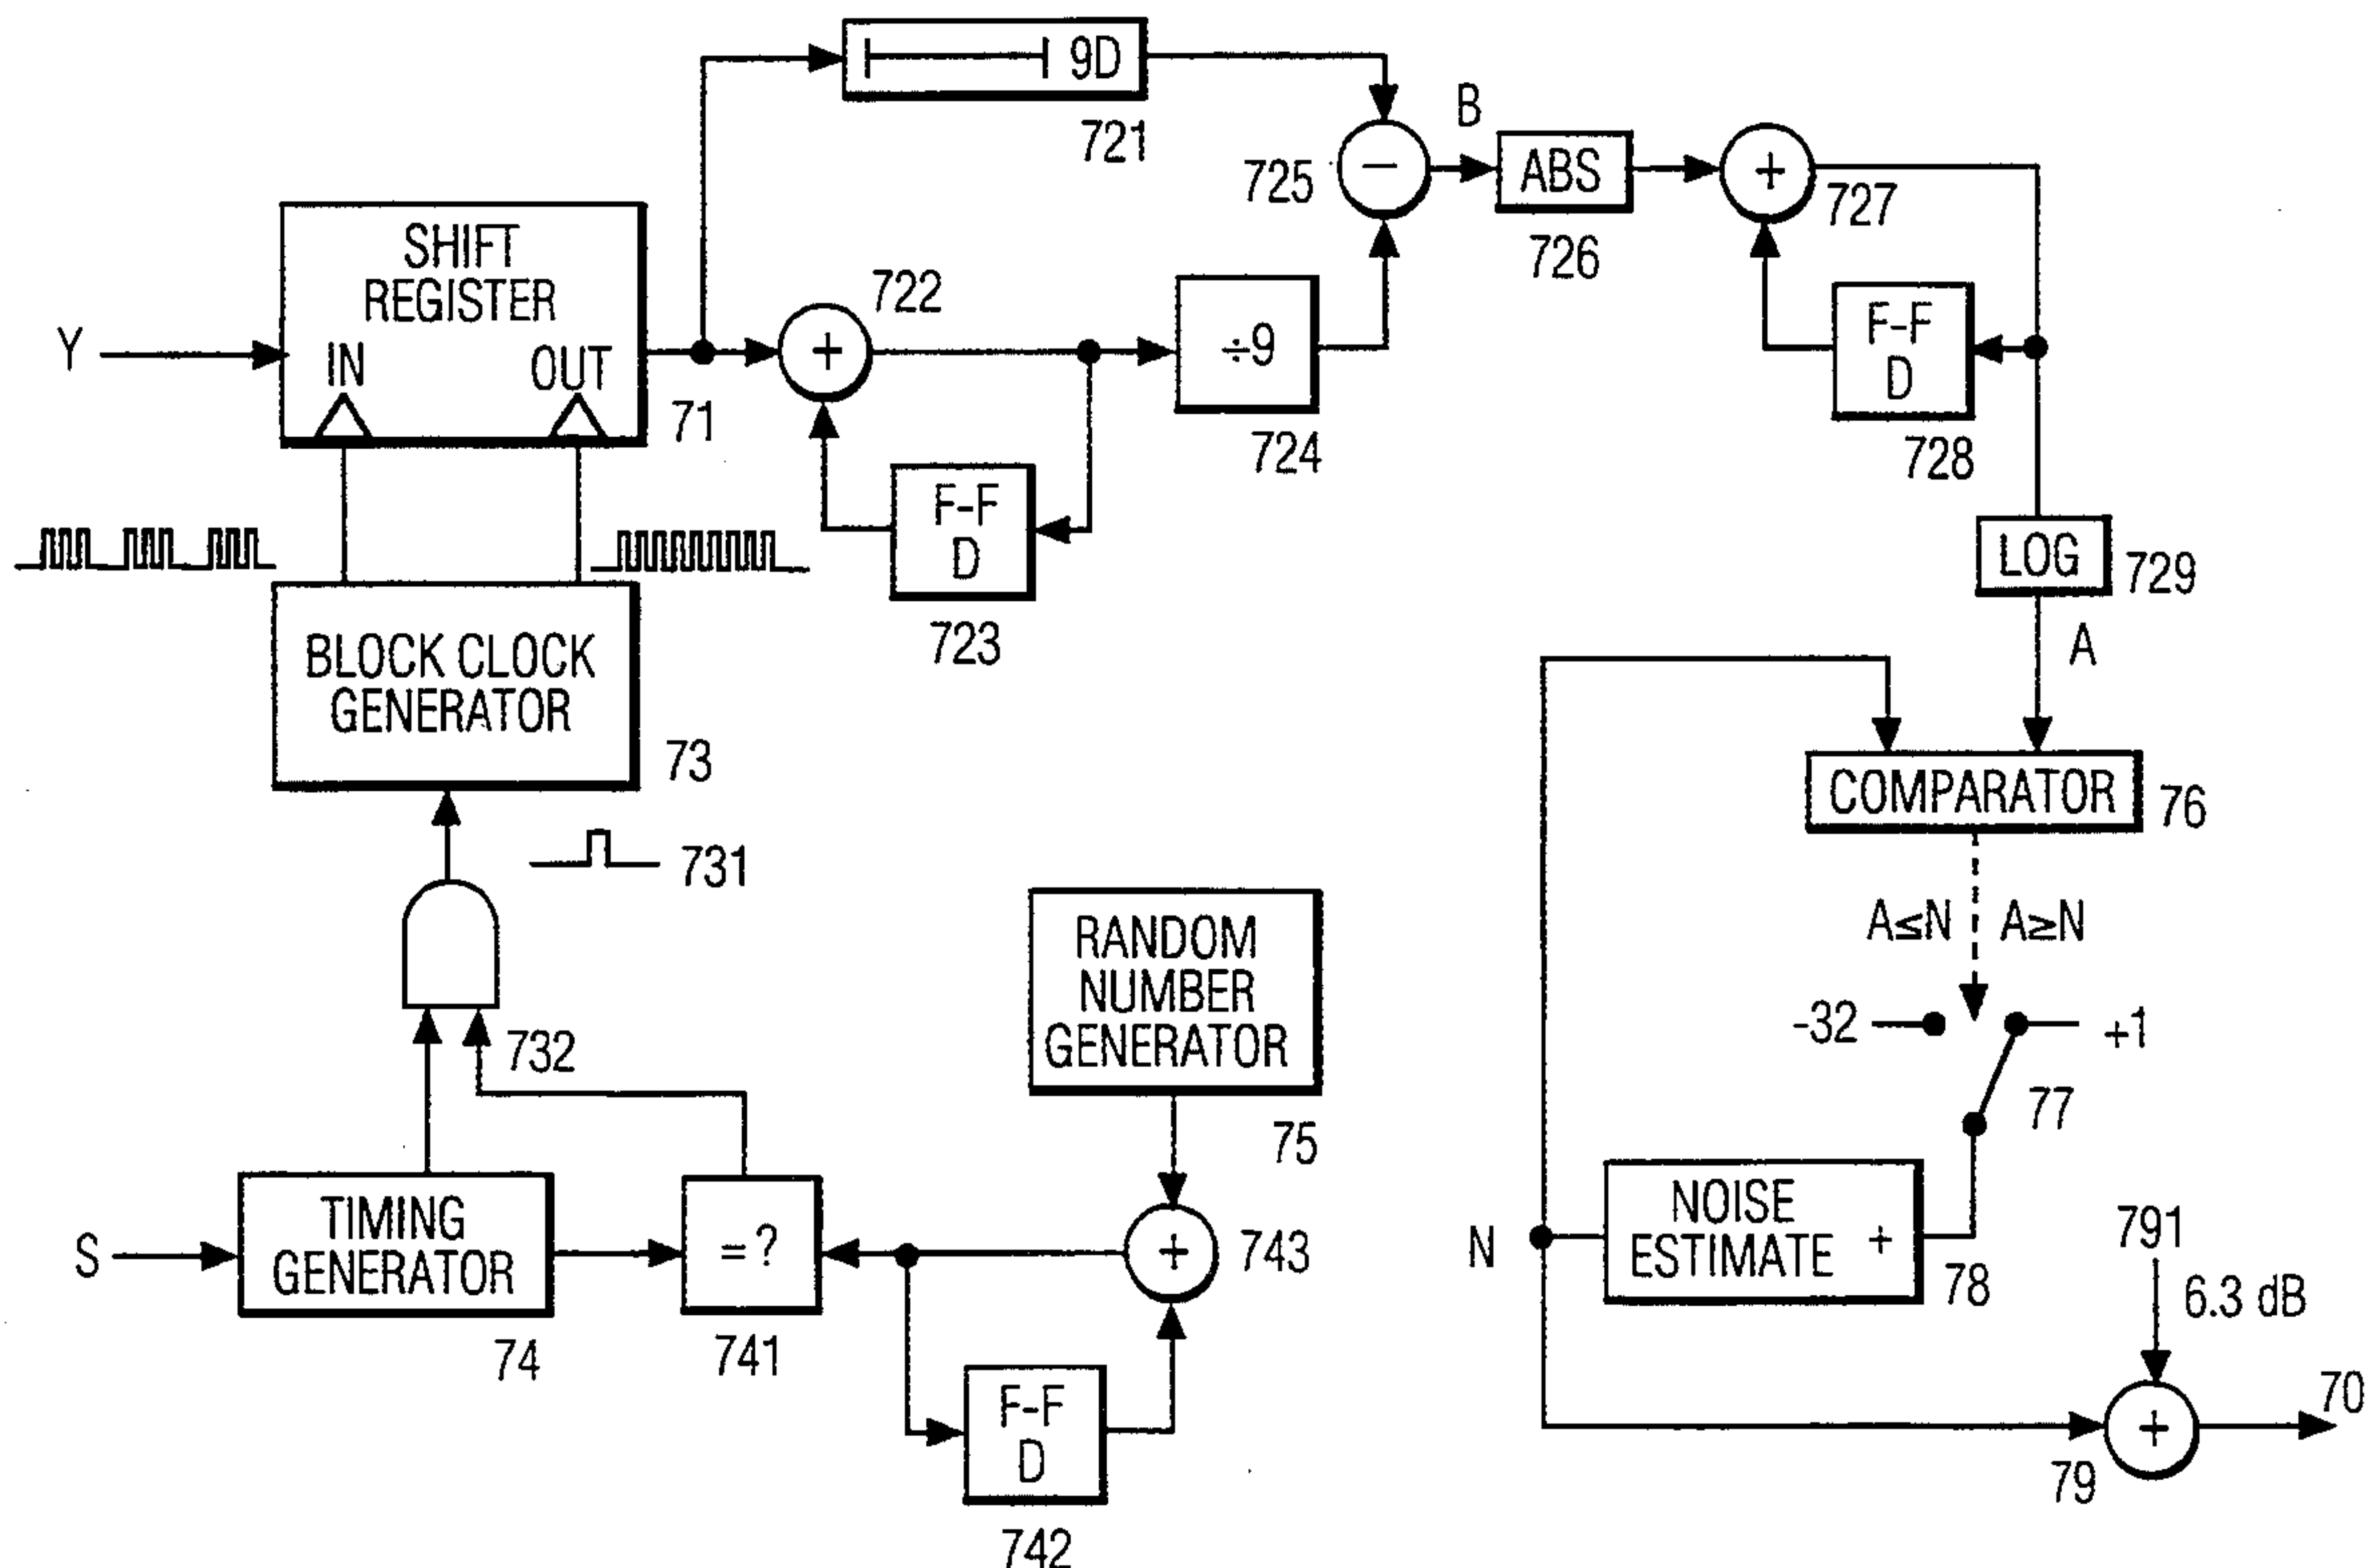 9D
721
B
725
−
ABS
726
+
727
SHIFT
REGISTER
Y
IN
OUT
71
722
+
÷9
724
F-F
D
728
F-F
D
723
LOG
729
A
BLOCK CLOCK
GENERATOR
73
COMPARATOR
76
731
A≤N
A≥N
RANDOM
NUMBER
GENERATOR
75
-32
+1
77
732
S
TIMING
GENERATOR
74
=?
741
+
743
N
NOISE
ESTIMATE +
78
791
6.3 dB
F-F
D
742
+
79
70